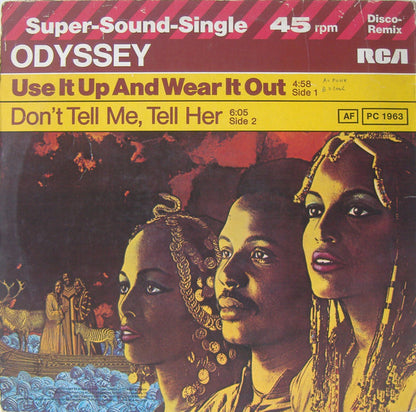 Super-Sound-Single 45 rpm Disco-Remix
ODYSSEY RCA
Use It Up And Wear It Out 4:58 Side 1
Don't Tell Me, Tell Her 6:05 Side 2
AF PC 1963